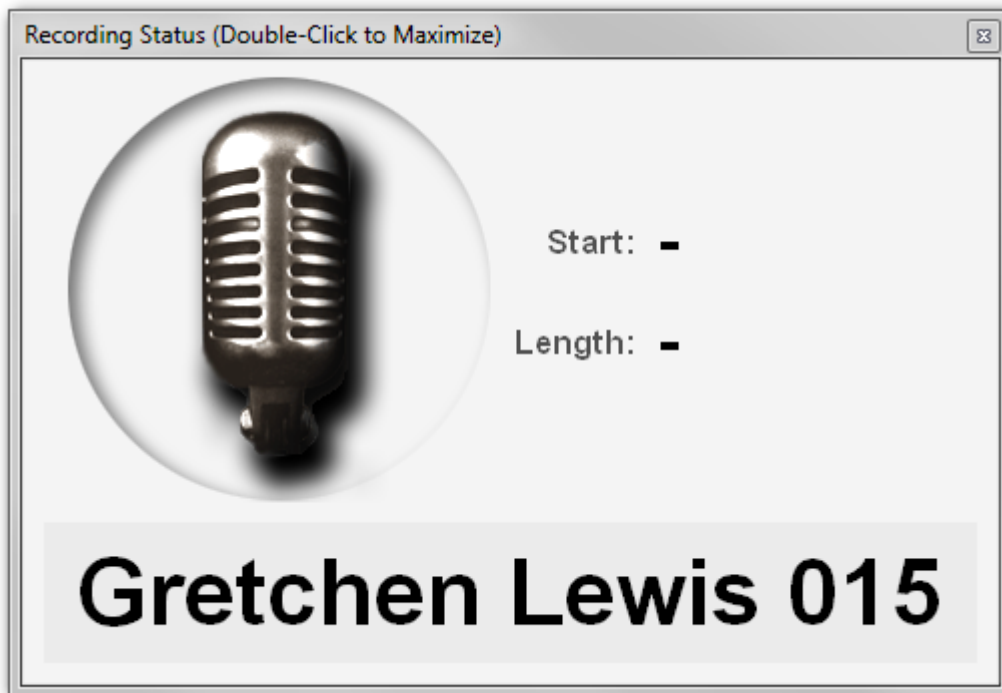 Recording Status (Double-Click to Maximize)
Start: -
Length: -
Gretchen Lewis 015